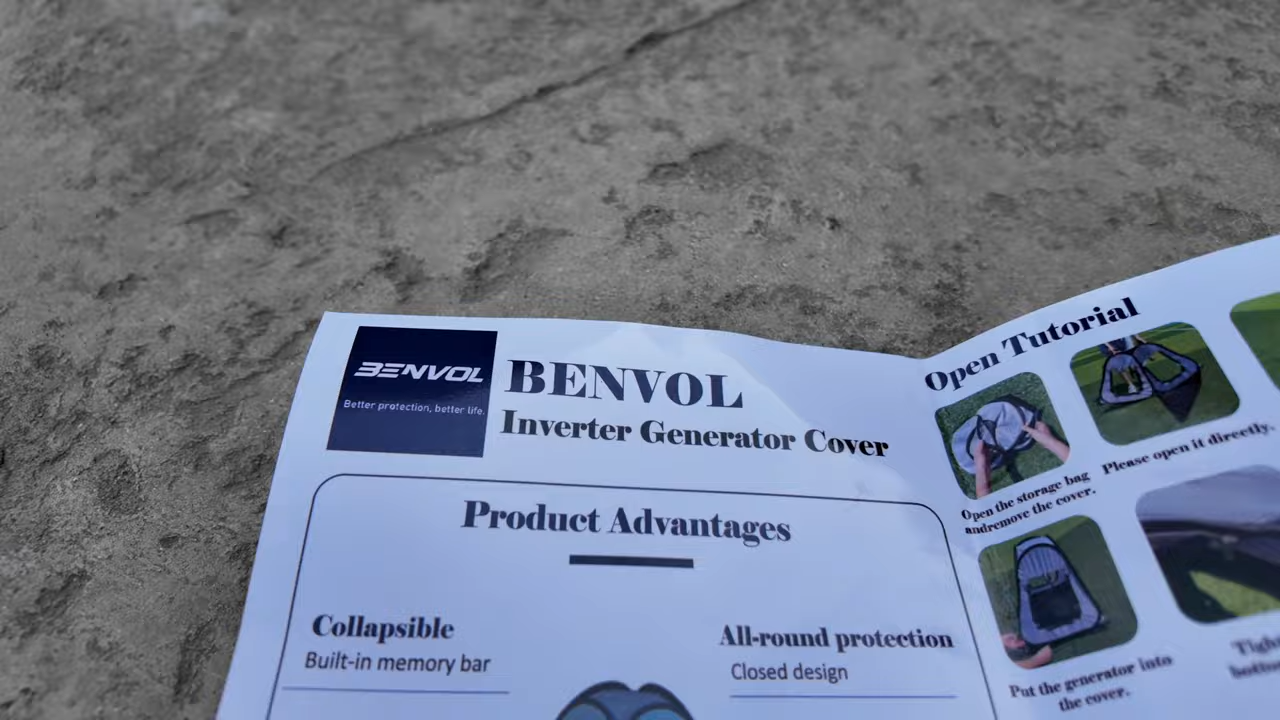 BENVOL
Better protection, better life.
BENVOL
Inverter Generator Cover
Product Advantages
Collapsible
Built-in memory bar
All-round protection
Closed design
Open Tutorial
Open the storage bag
andremove the cover.
Please open it directly.
Put the generator into
the cover.